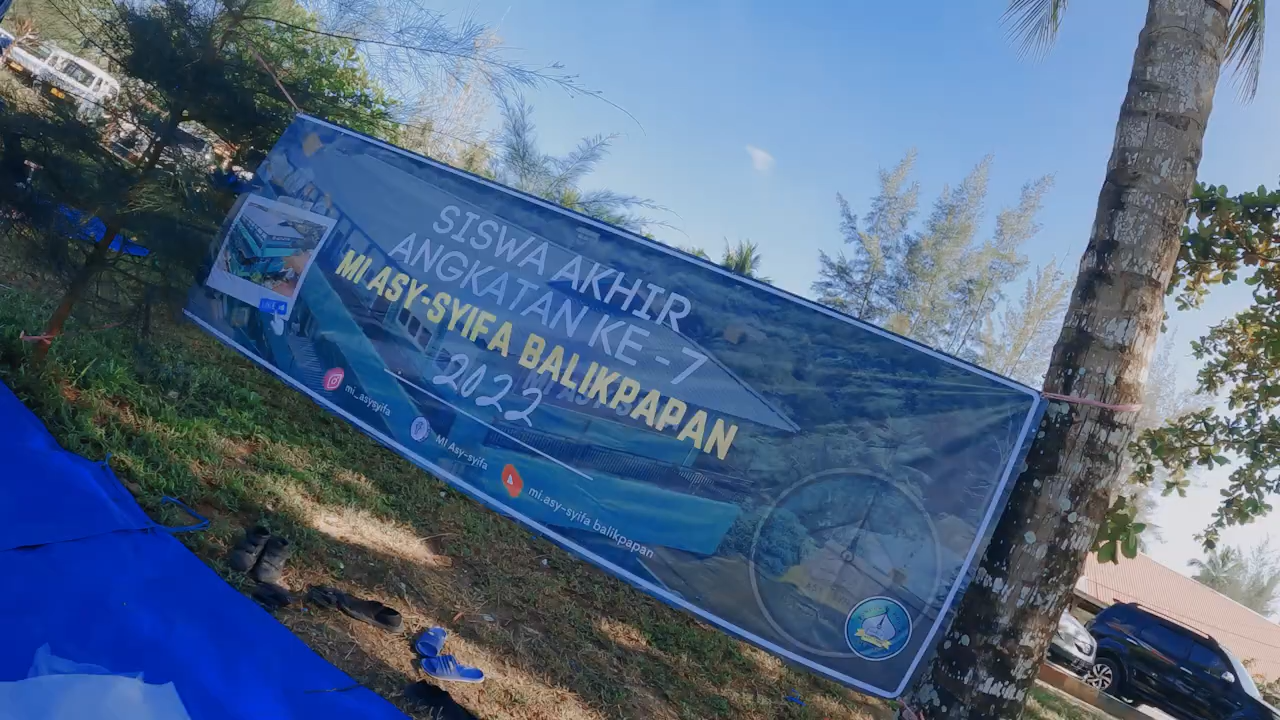 SISWA AKHIR
ANGKATAN KE -7
MI ASY-SYIFA BALIKPAPAN
2022
mi_asysyifa
MI Asy-syifa
mi.asy-syifa balikpapan